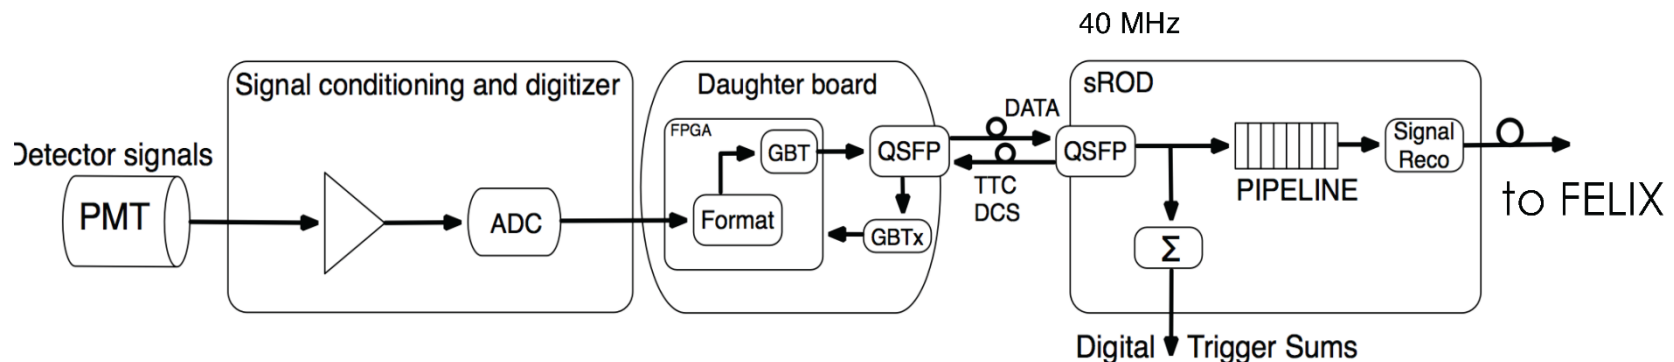 40 MHz
Signal conditioning and digitizer
Daughter board
sROD
DATA
FPGA
GBT
QSFP
QSFP
Signal
Reco
Detector signals
PMT
ADC
Format
GBTx
TTC
DCS
PIPELINE
to FELIX
Σ
Digital Trigger Sums